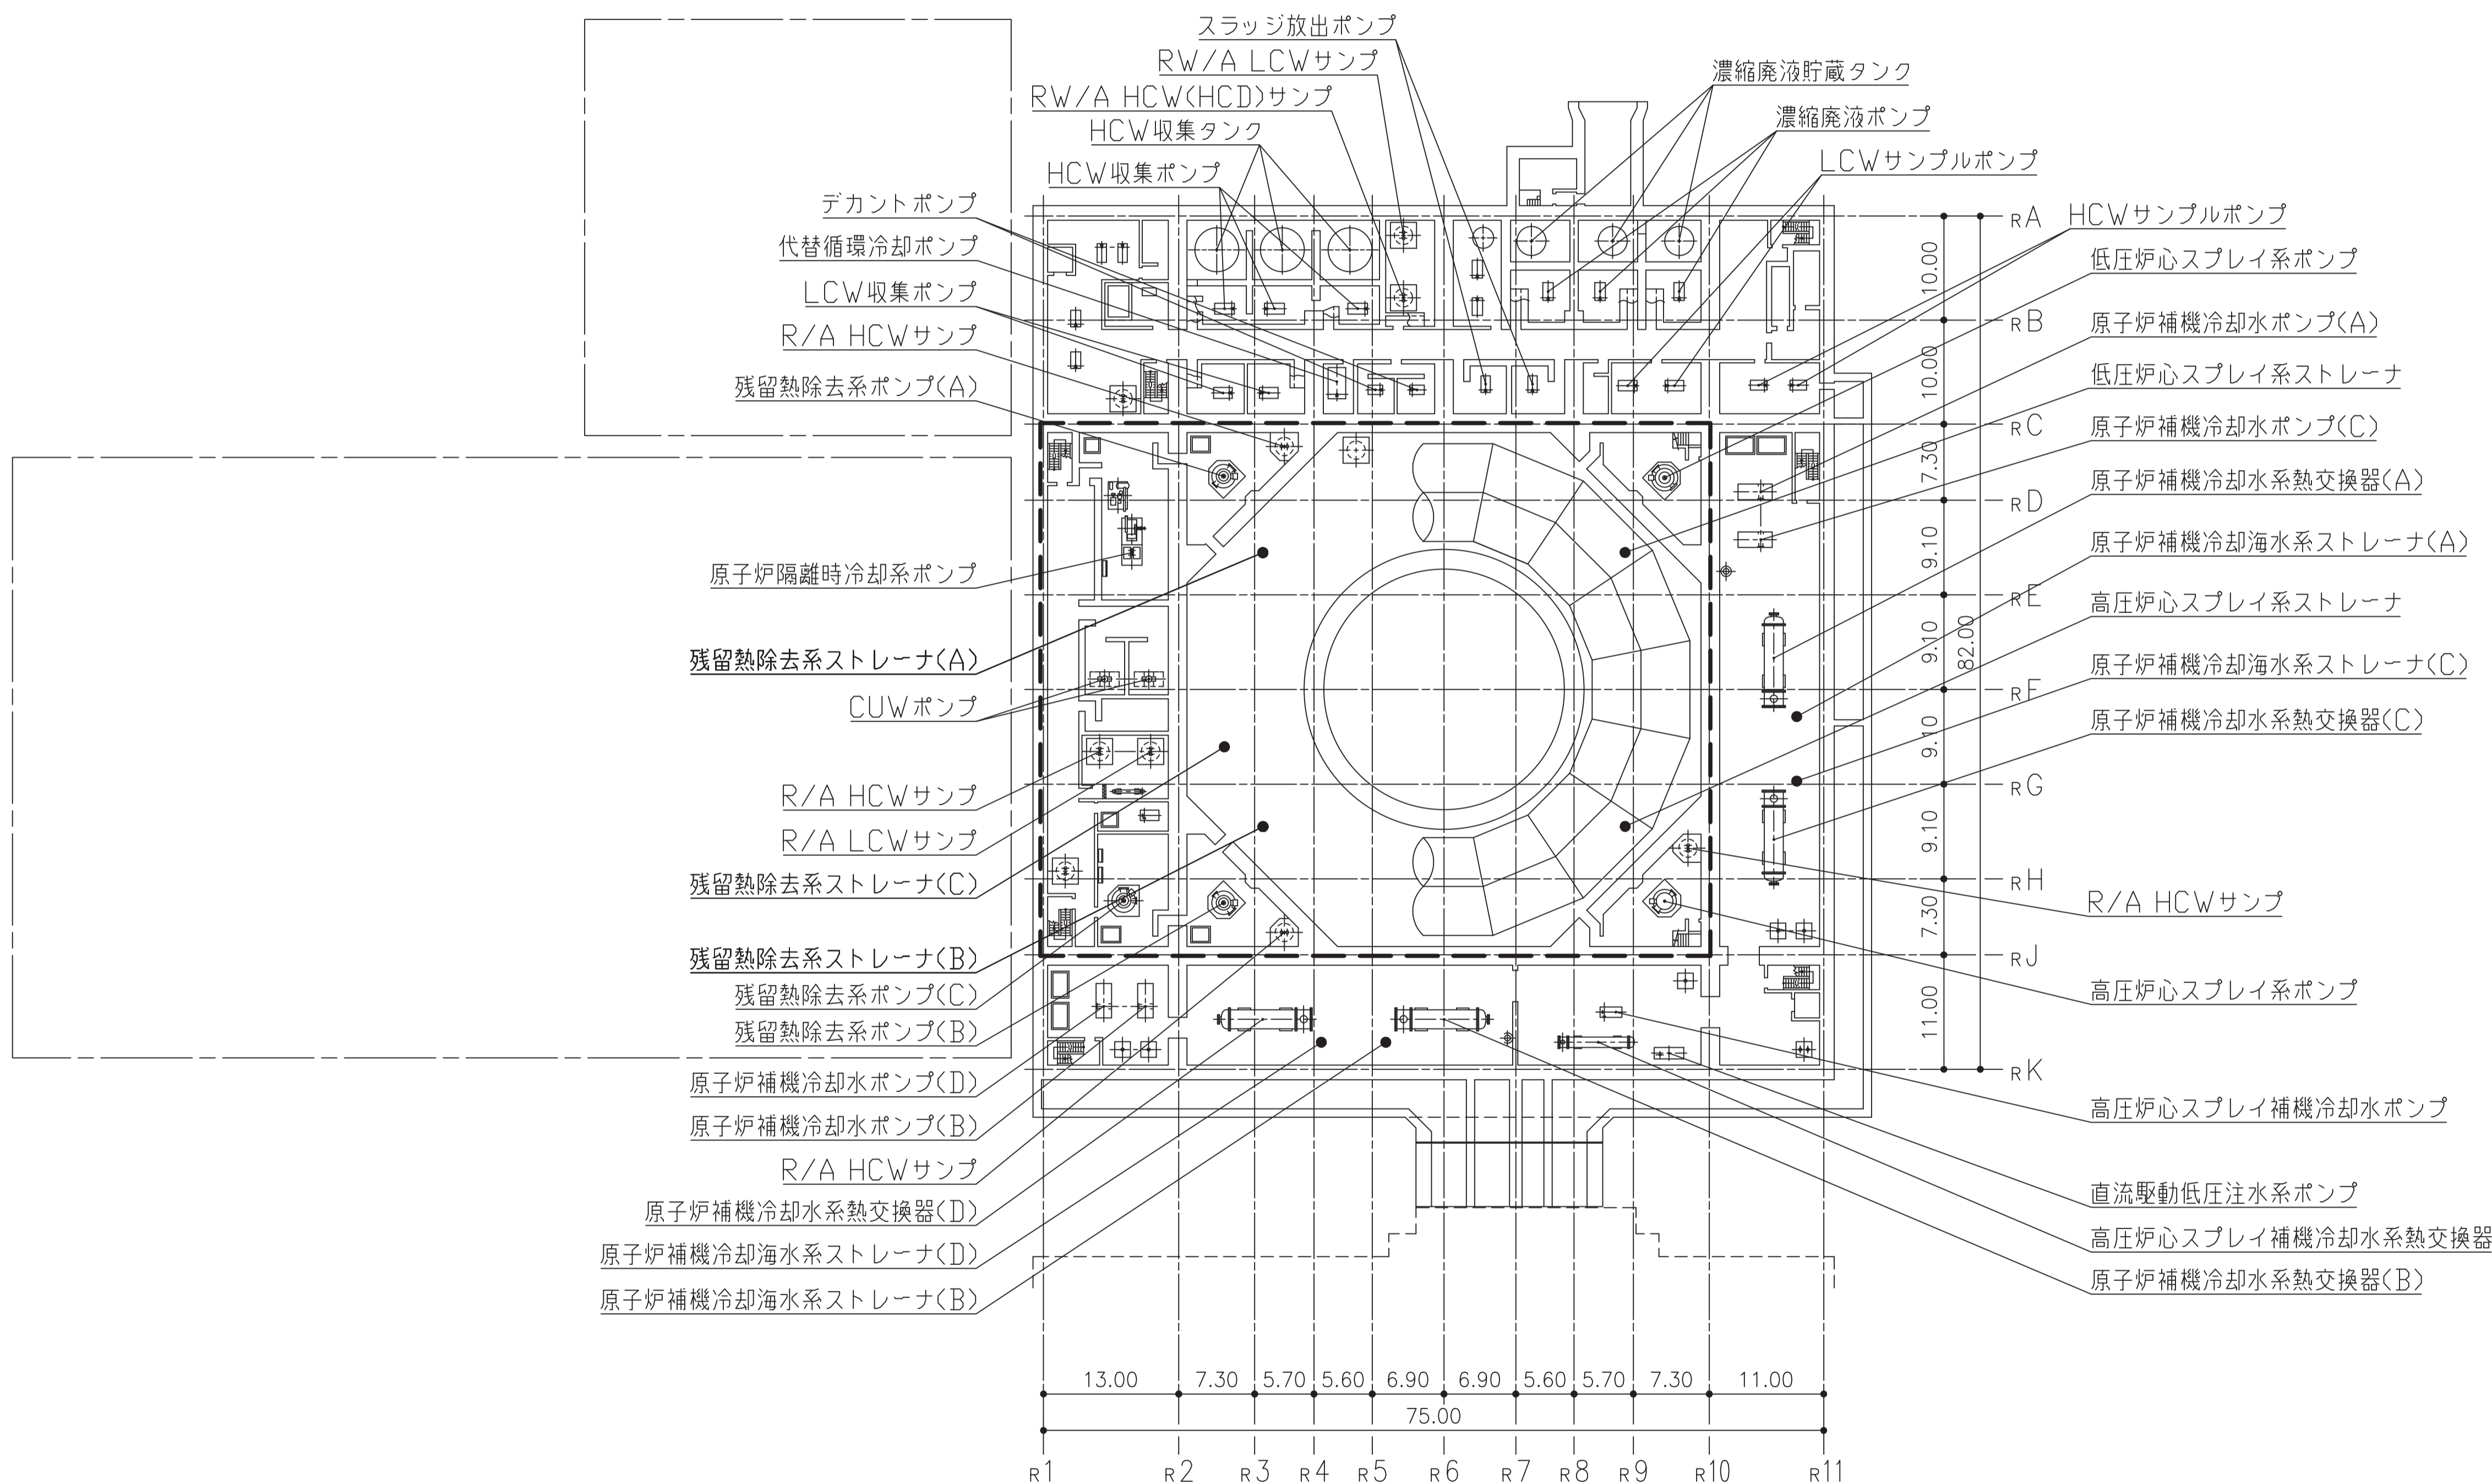 スラッジ放出ポンプ
RW/A LCWサンプ
RW/A HCW(HCD)サンプ
HCW収集タンク
HCW収集ポンプ
デカントポンプ
代替循環冷却ポンプ
LCW収集ポンプ
R/A HCWサンプ
残留熱除去系ポンプ(A)
原子炉隔離時冷却系ポンプ
残留熱除去系ストレーナ(A)
CUWポンプ
R/A HCWサンプ
R/A LCWサンプ
残留熱除去系ストレーナ(C)
残留熱除去系ストレーナ(B)
残留熱除去系ポンプ(C)
残留熱除去系ポンプ(B)
原子炉補機冷却水ポンプ(D)
原子炉補機冷却水ポンプ(B)
R/A HCWサンプ
原子炉補機冷却水系熱交換器(D)
原子炉補機冷却海水系ストレーナ(D)
原子炉補機冷却海水系ストレーナ(B)
濃縮廃液貯蔵タンク
濃縮廃液ポンプ
LCWサンプルポンプ
HCWサンプルポンプ
低圧炉心スプレイ系ポンプ
原子炉補機冷却水ポンプ(A)
低圧炉心スプレイ系ストレーナ
原子炉補機冷却水ポンプ(C)
原子炉補機冷却水系熱交換器(A)
原子炉補機冷却海水系ストレーナ(A)
高圧炉心スプレイ系ストレーナ
原子炉補機冷却海水系ストレーナ(C)
原子炉補機冷却水系熱交換器(C)
R/A HCWサンプ
高圧炉心スプレイ系ポンプ
高圧炉心スプレイ補機冷却水ポンプ
直流駆動低圧注水系ポンプ
高圧炉心スプレイ補機冷却水系熱交換器
原子炉補機冷却水系熱交換器(B)
RA
RB
RC
RD
RE
RF
RG
RH
RJ
RK
10.00
10.00
7.30
9.10
9.10
9.10
9.10
7.30
11.00
82.00
13.00 7.30 5.70 5.60 6.90 6.90 5.60 5.70 7.30 11.00
75.00
R1 R2 R3 R4 R5 R6 R7 R8 R9 R10 R11